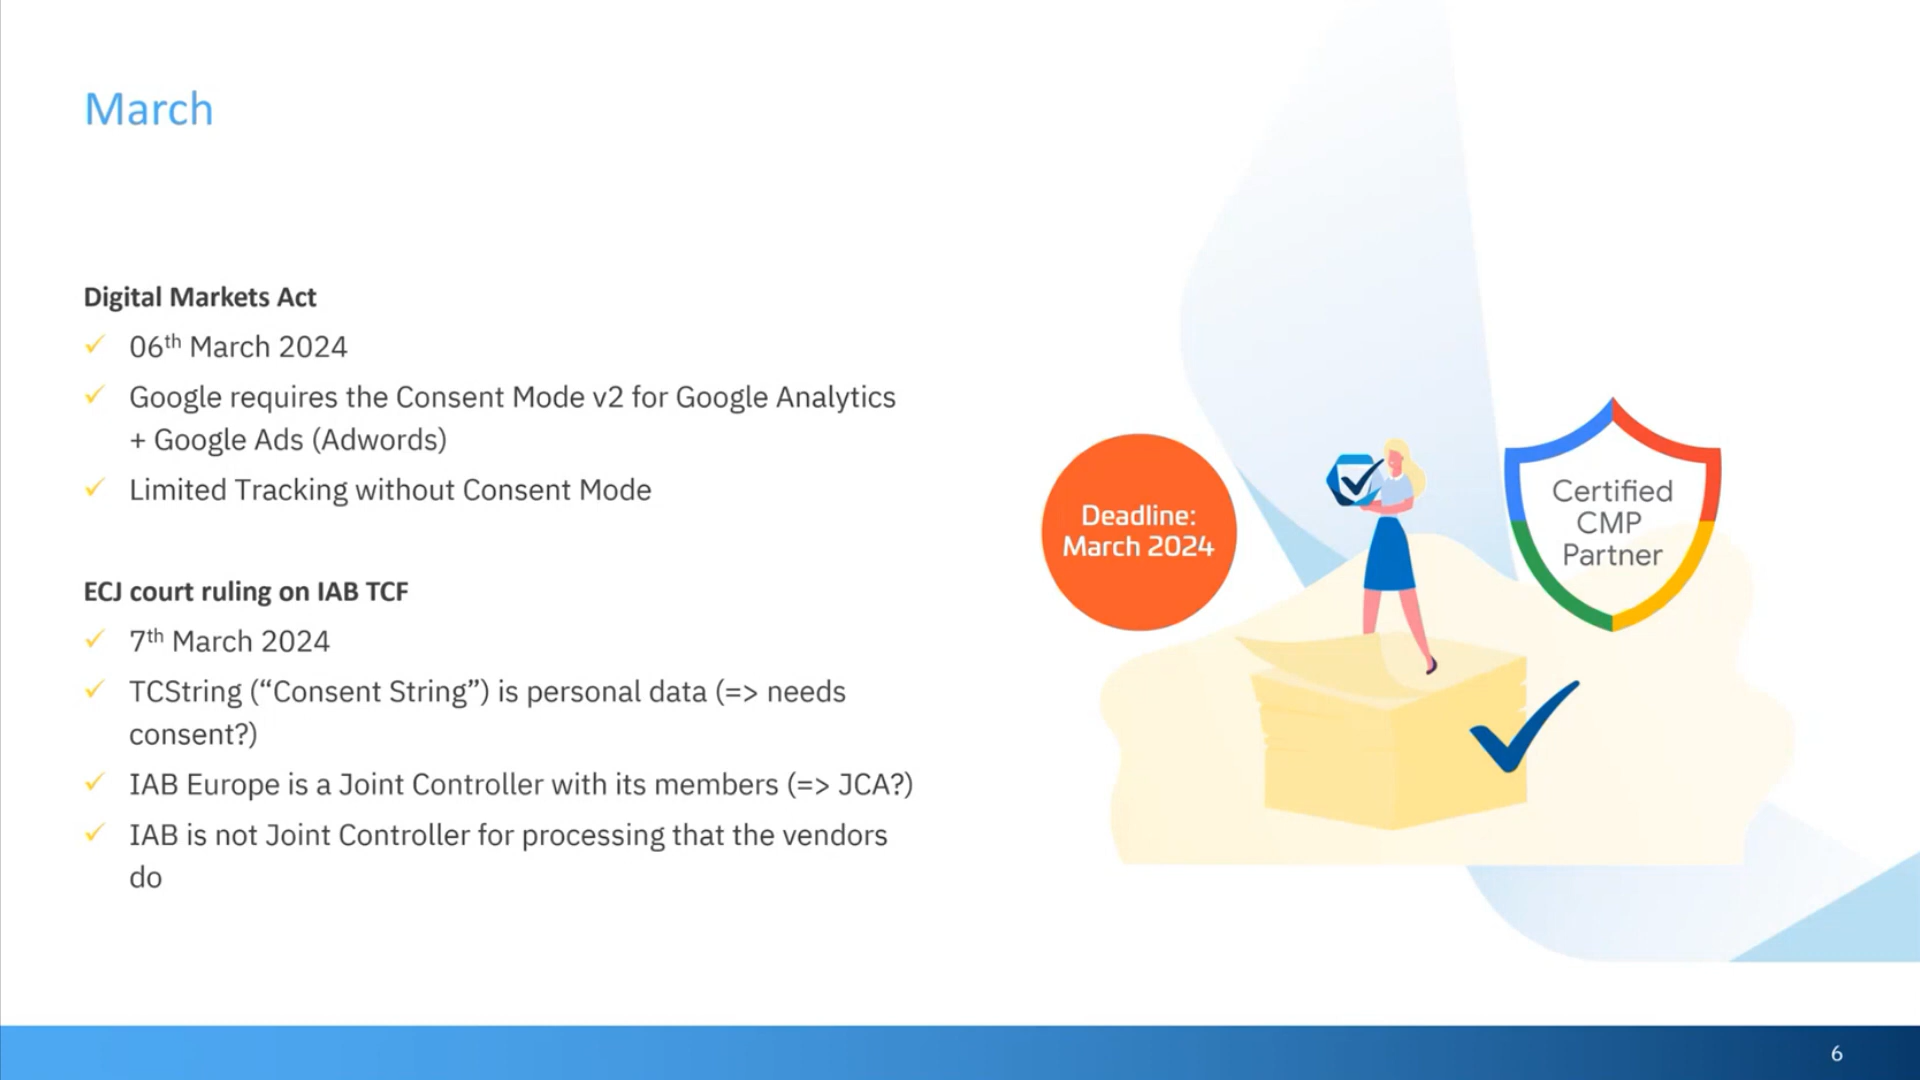 March
Digital Markets Act
✓ 06th March 2024
✓ Google requires the Consent Mode v2 for Google Analytics
+ Google Ads (Adwords)
✓ Limited Tracking without Consent Mode
ECJ court ruling on IAB TCF
✓ 7th March 2024
✓ TCString (“Consent String”) is personal data (=> needs
consent?)
✓ IAB Europe is a Joint Controller with its members (=> JCA?)
✓ IAB is not Joint Controller for processing that the vendors
do
Deadline:
March 2024
Certified
CMP
Partner
6